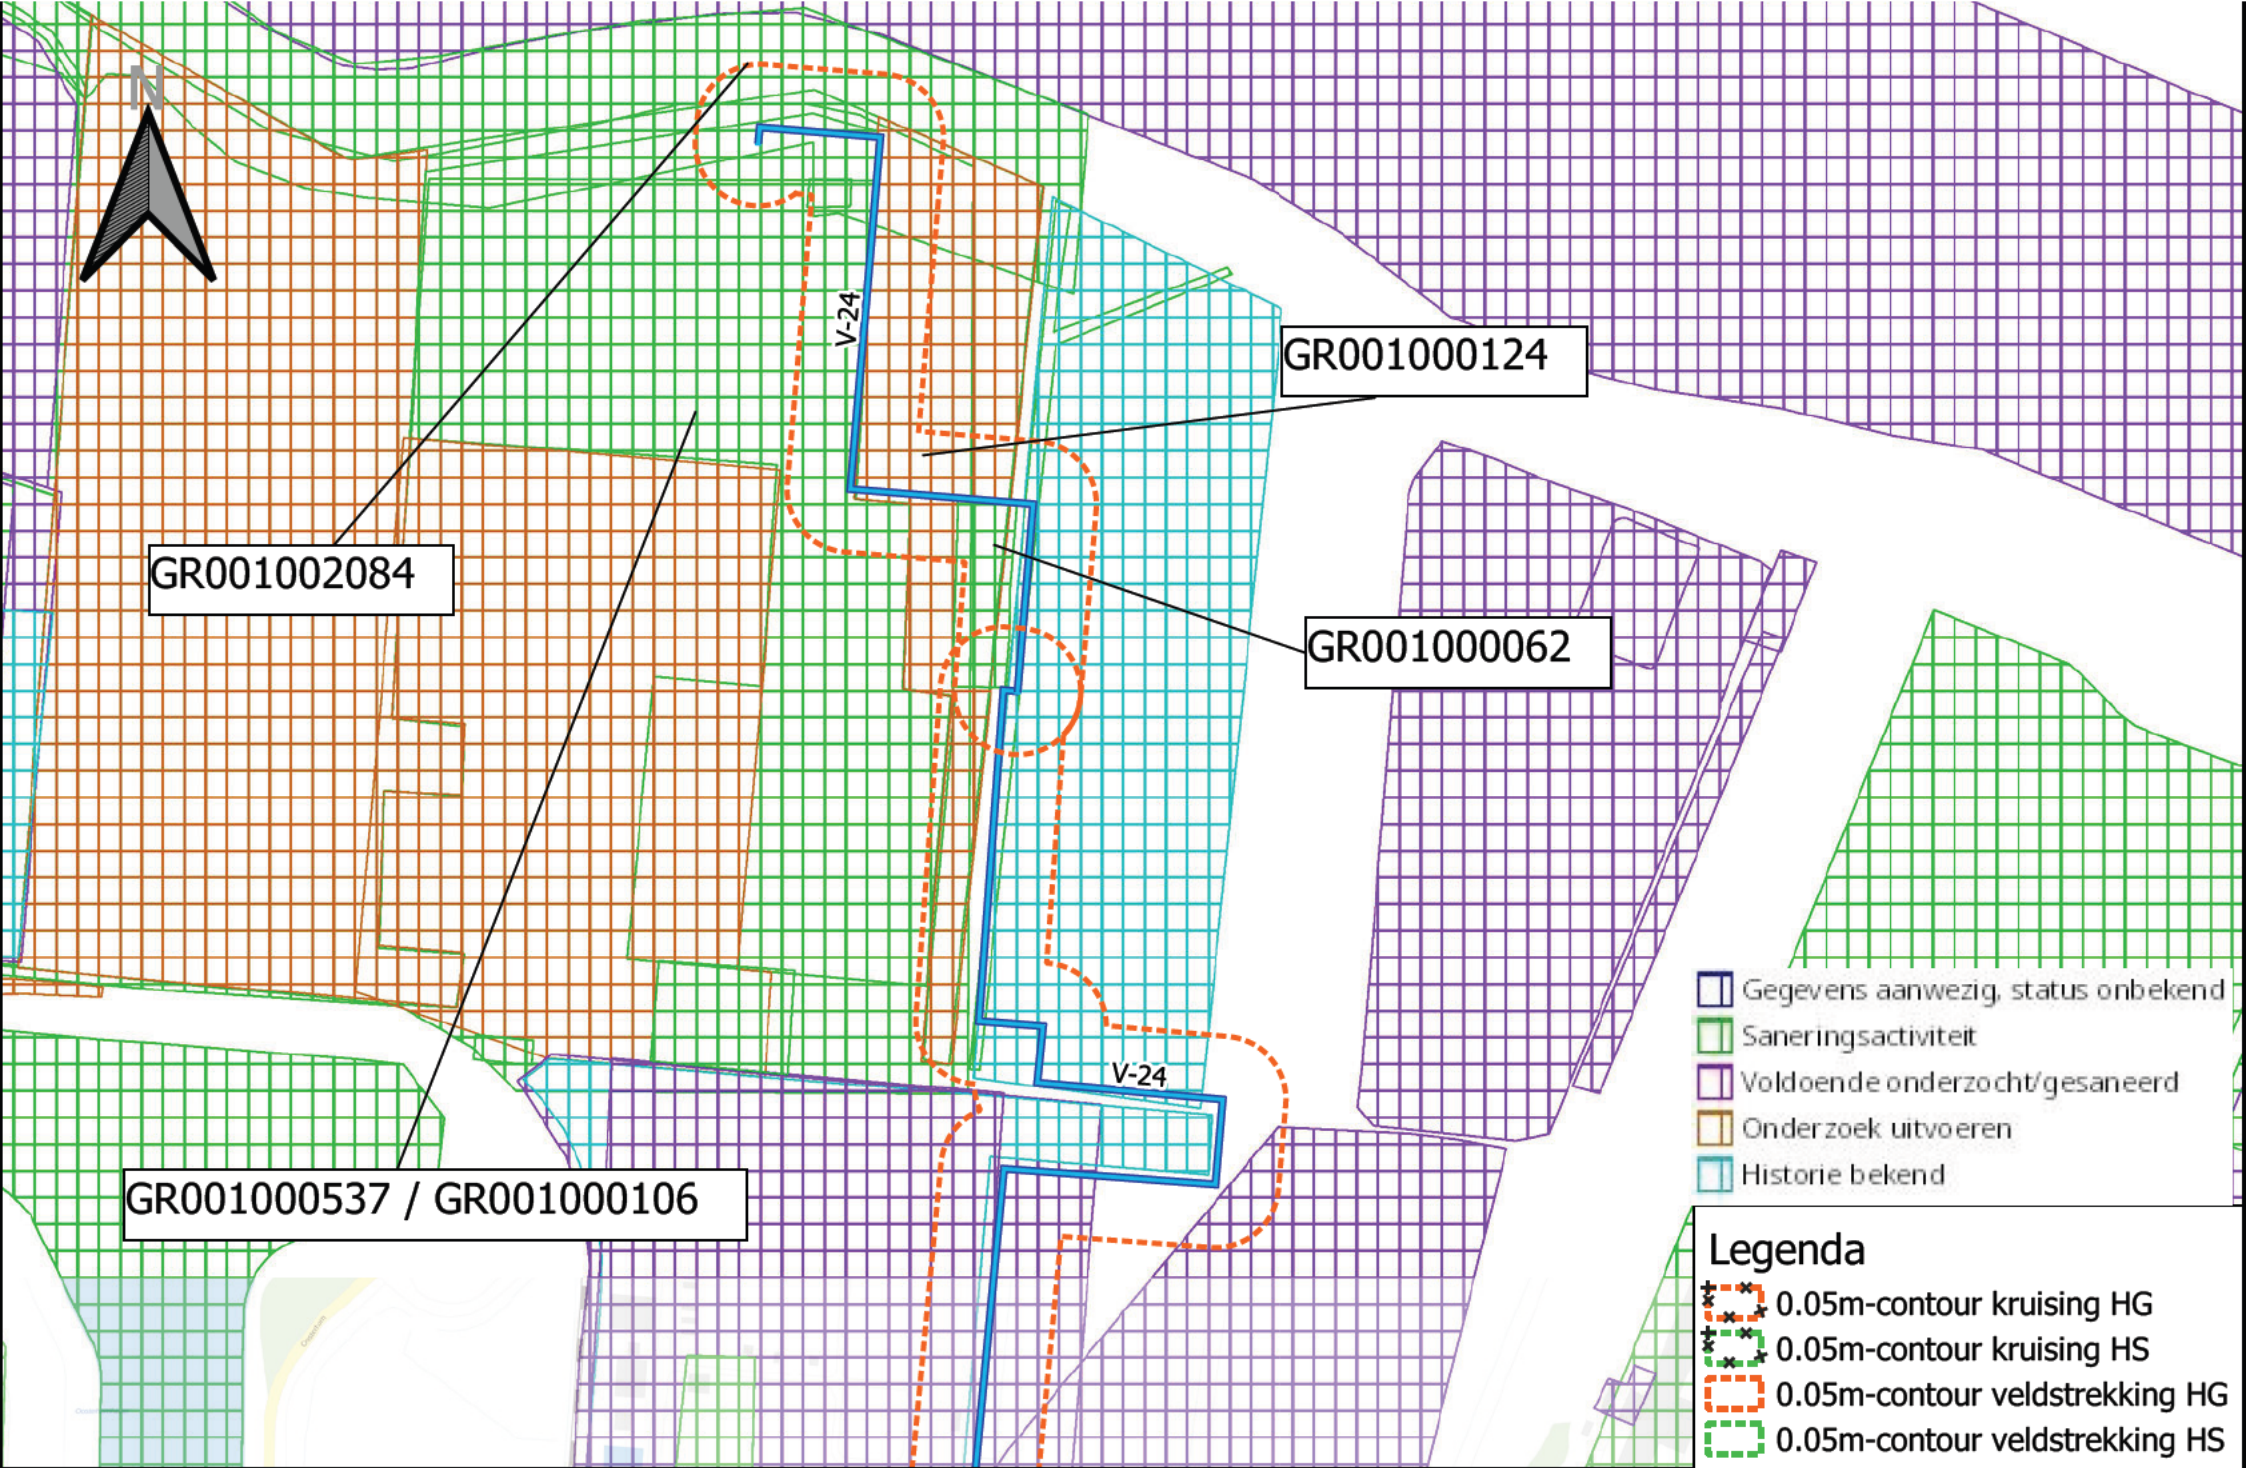 N
V-24
GR001000124
GR001002084
GR001000062
V-24
GR001000537 / GR001000106
Gegevens aanwezig, status onbekend
Saneringsactiviteit
Voldoende onderzocht/gesaneerd
Onderzoek uitvoeren
Historie bekend
Legenda
0.05m-contour kruising HG
0.05m-contour kruising HS
0.05m-contour veldstrekking HG
0.05m-contour veldstrekking HS